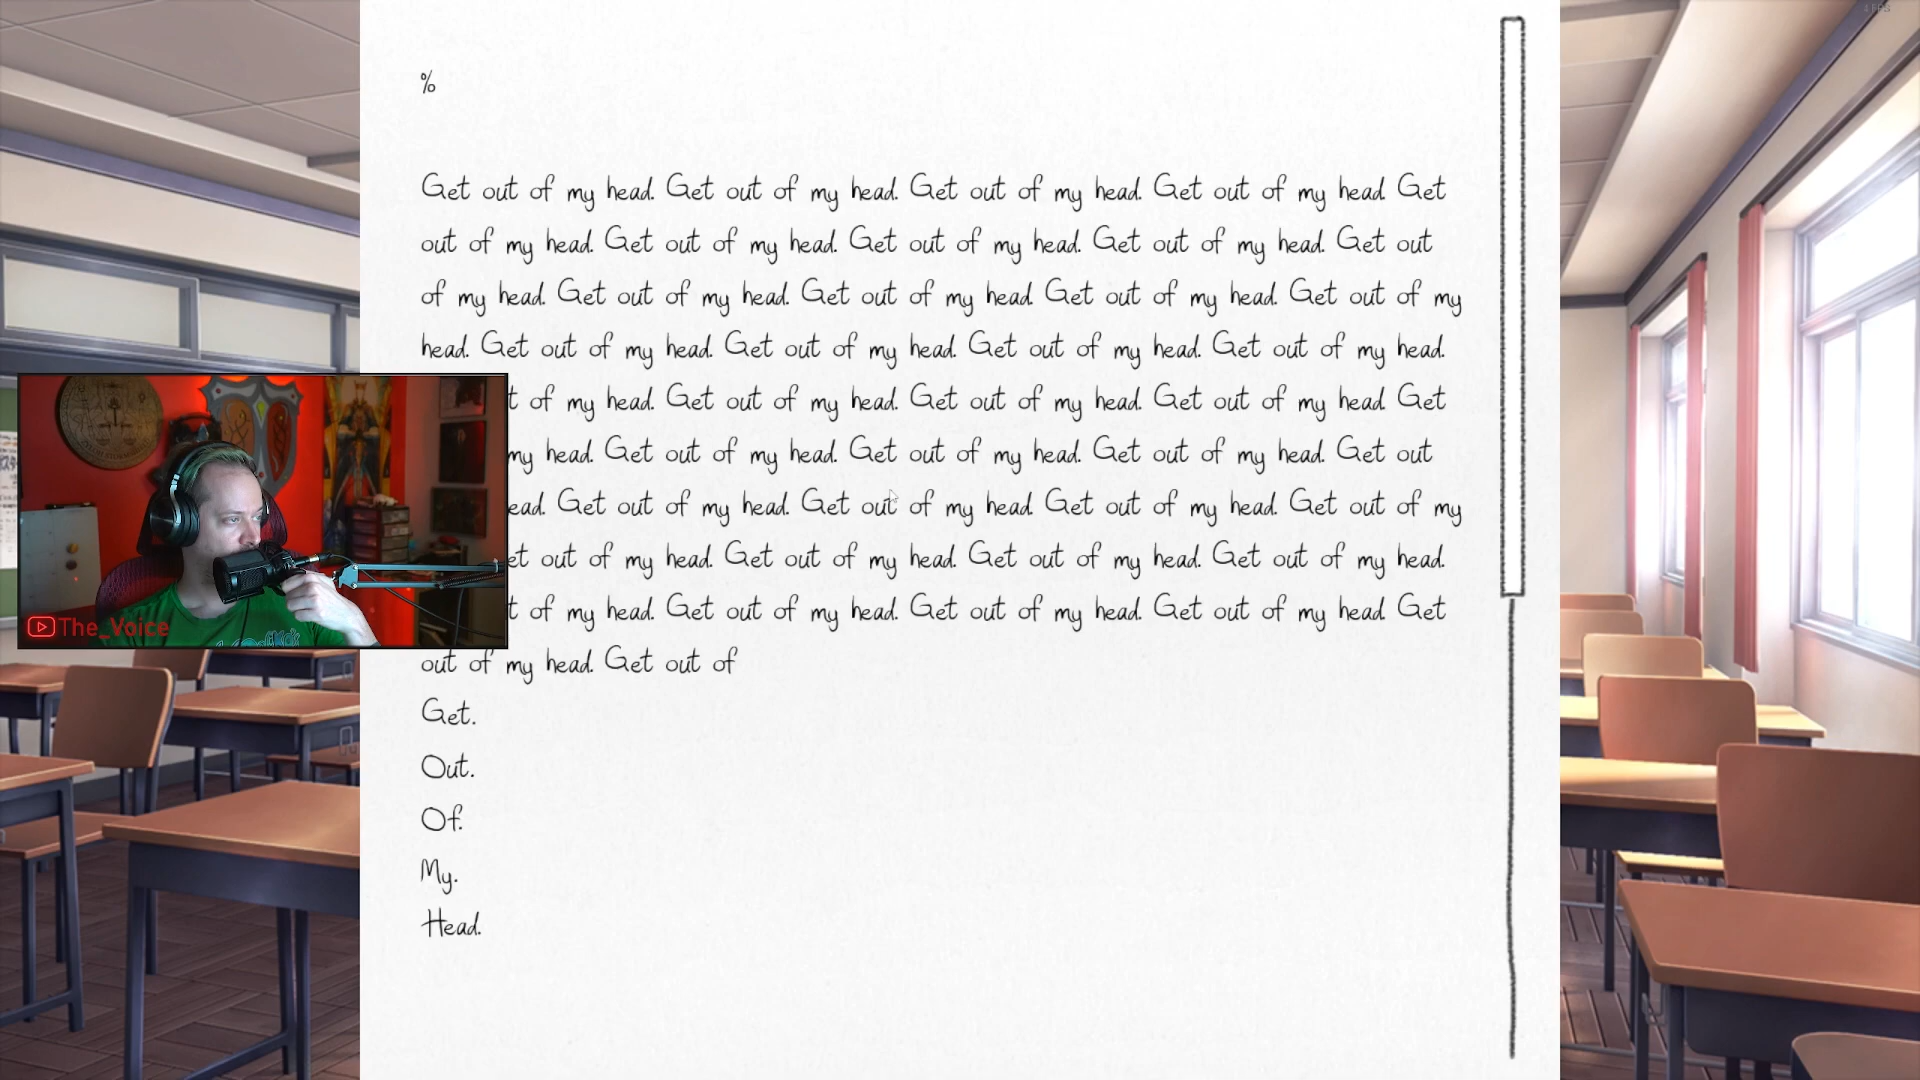 %
Get out of my head. Get out of my head. Get out of my head. Get out of my head. Get
out of my head. Get out of my head. Get out of my head. Get out of my head. Get out
of my head. Get out of my head. Get out of my head. Get out of my head. Get out of my
head. Get out of my head. Get out of my head. Get out of my head. Get out of my head.
of my head. Get out of my head. Get out of my head. Get out of my head. Get
my head. Get out of my head. Get out of my head. Get out of my head. Get out
Get out of my head. Get out of my head. Get out of my head. Get out of my
out of my head. Get out of my head. Get out of my head. Get out of my head.
of my head. Get out of my head. Get out of my head. Get out of my head. Get
out of my head. Get out of
Get.
Out.
Of.
My.
Head.
The_Voice